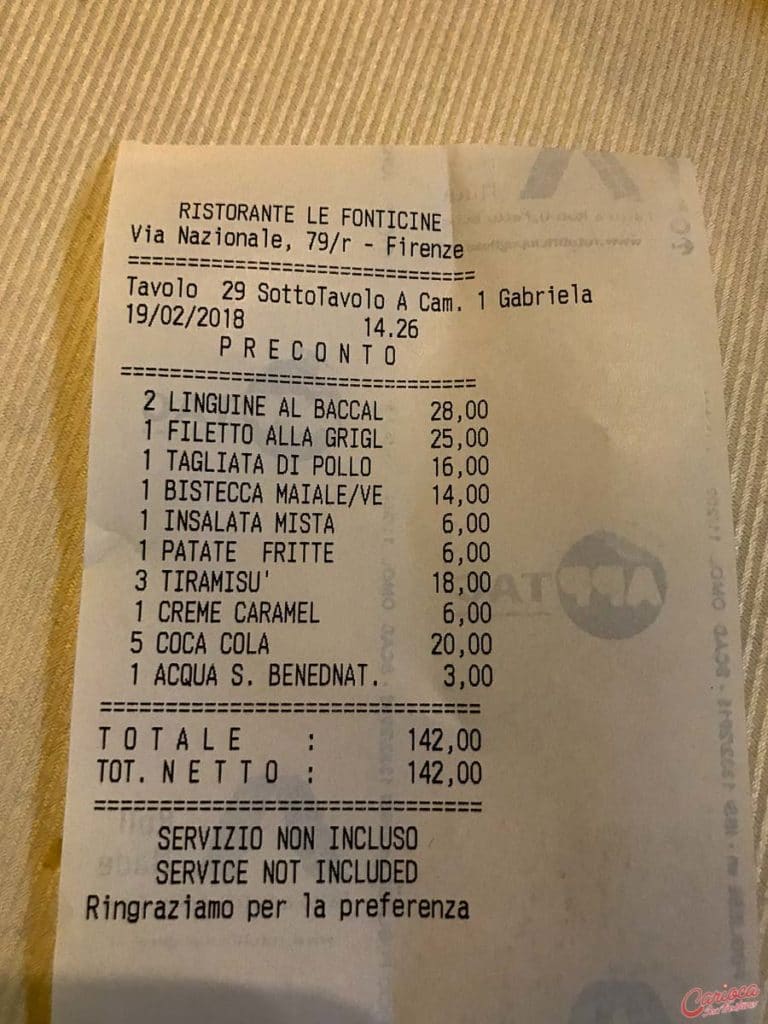 RISTORANTE LE FONTICINE
Via Nazionale, 79/r - Firenze
==============================
Tavolo 29 SottoTavolo A Cam. 1 Gabriela
19/02/2018 14.26
P R E C O N T O
==============================
2 LINGUINE AL BACCAL 28,00
1 FILETTO ALLA GRIGL 25,00
1 TAGLIATA DI POLLO 16,00
1 BISTECCA MAIALE/VE 14,00
1 INSALATA MISTA 6,00
1 PATATE FRITTE 6,00
3 TIRAMISU' 18,00
1 CREME CARAMEL 6,00
5 COCA COLA 20,00
1 ACQUA S. BENEDNAT. 3,00
==============================
T O T A L E : 142,00
TOT. N E T T O : 142,00
==============================
SERVIZIO NON INCLUSO
SERVICE NOT INCLUDED
Ringraziamo per la preferenza
Carioca